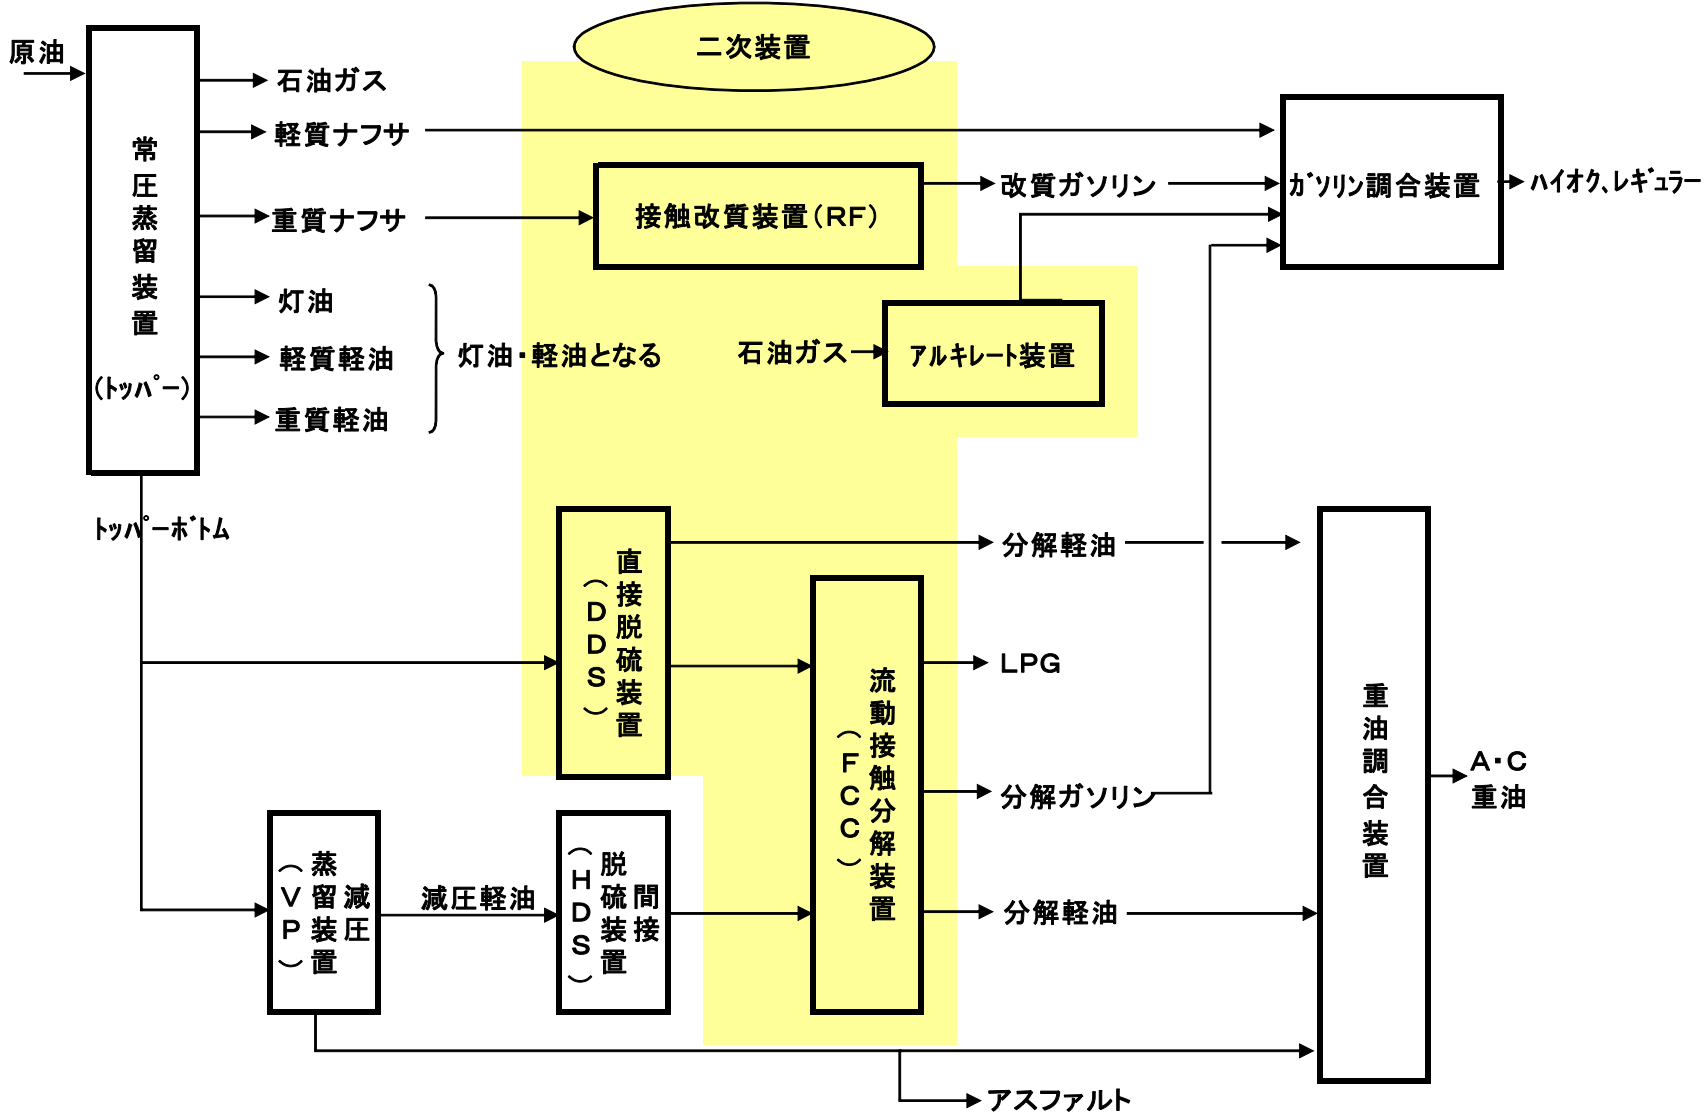 二次装置
原油
常圧蒸留装置
(ﾄｯﾊﾟｰ)
石油ガス
軽質ナフサ
重質ナフサ
灯油
軽質軽油
重質軽油
灯油・軽油となる
接触改質装置(RF)
改質ガソリン
ｶﾞｿﾘﾝ調合装置
ﾊｲｵｸ、ﾚｷﾞｭﾗｰ
石油ガス
ｱﾙｷﾚｰﾄ装置
ﾄｯﾊﾟｰﾎﾞﾄﾑ
直接脱硫装置
(DDS)
分解軽油
流動接触分解装置
(FCC)
LPG
分解ガソリン
分解軽油
重油調合装置
A・C
重油
減圧
蒸留装置
(VP)
減圧軽油
間接
脱硫装置
(HDS)
アスファルト